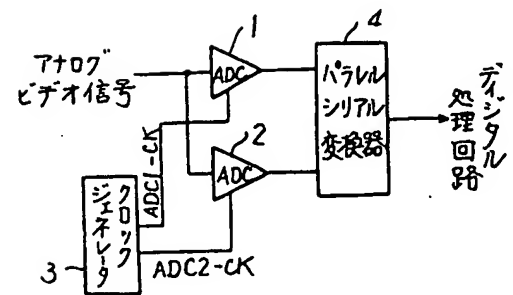 アナログ
ビデオ信号
1
ADC
2
ADC
4
パラレル
シリアル
変換器
ディジタル
処理回路
ADC1-CK
3
クロック
ジェネレータ
ADC2-CK